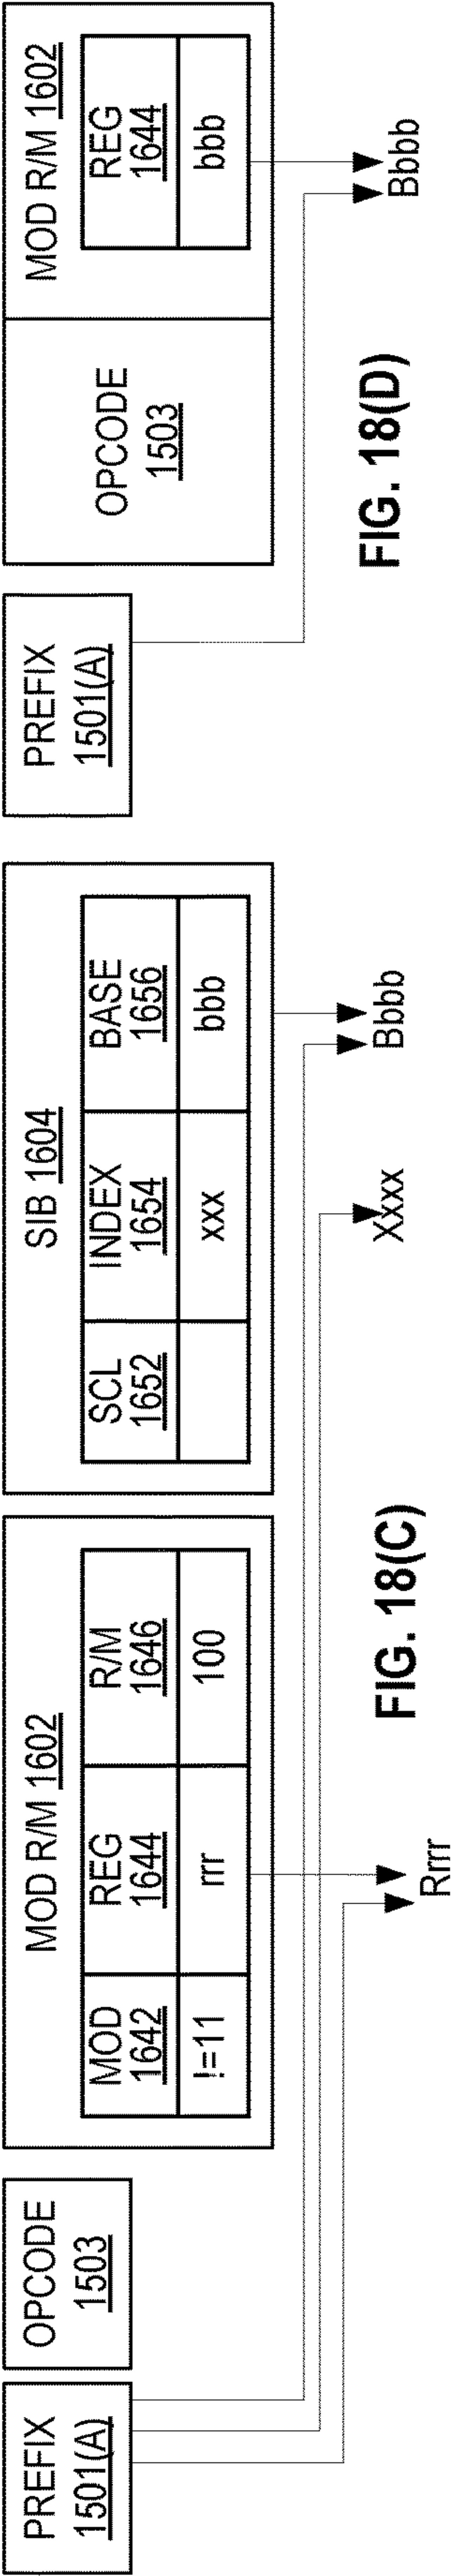 PREFIX
1501(A)
OPCODE
1503
MOD R/M 1602
MOD
1642
REG
1644
R/M
1646
!=11
rrr
100
SIB 1604
SCL
1652
INDEX
1654
BASE
1656
xxx
bbb
Rrrr
Xxxx
Bbbb
FIG. 18(C)
PREFIX
1501(A)
OPCODE
1503
MOD R/M 1602
REG
1644
bbb
Bbbb
FIG. 18(D)